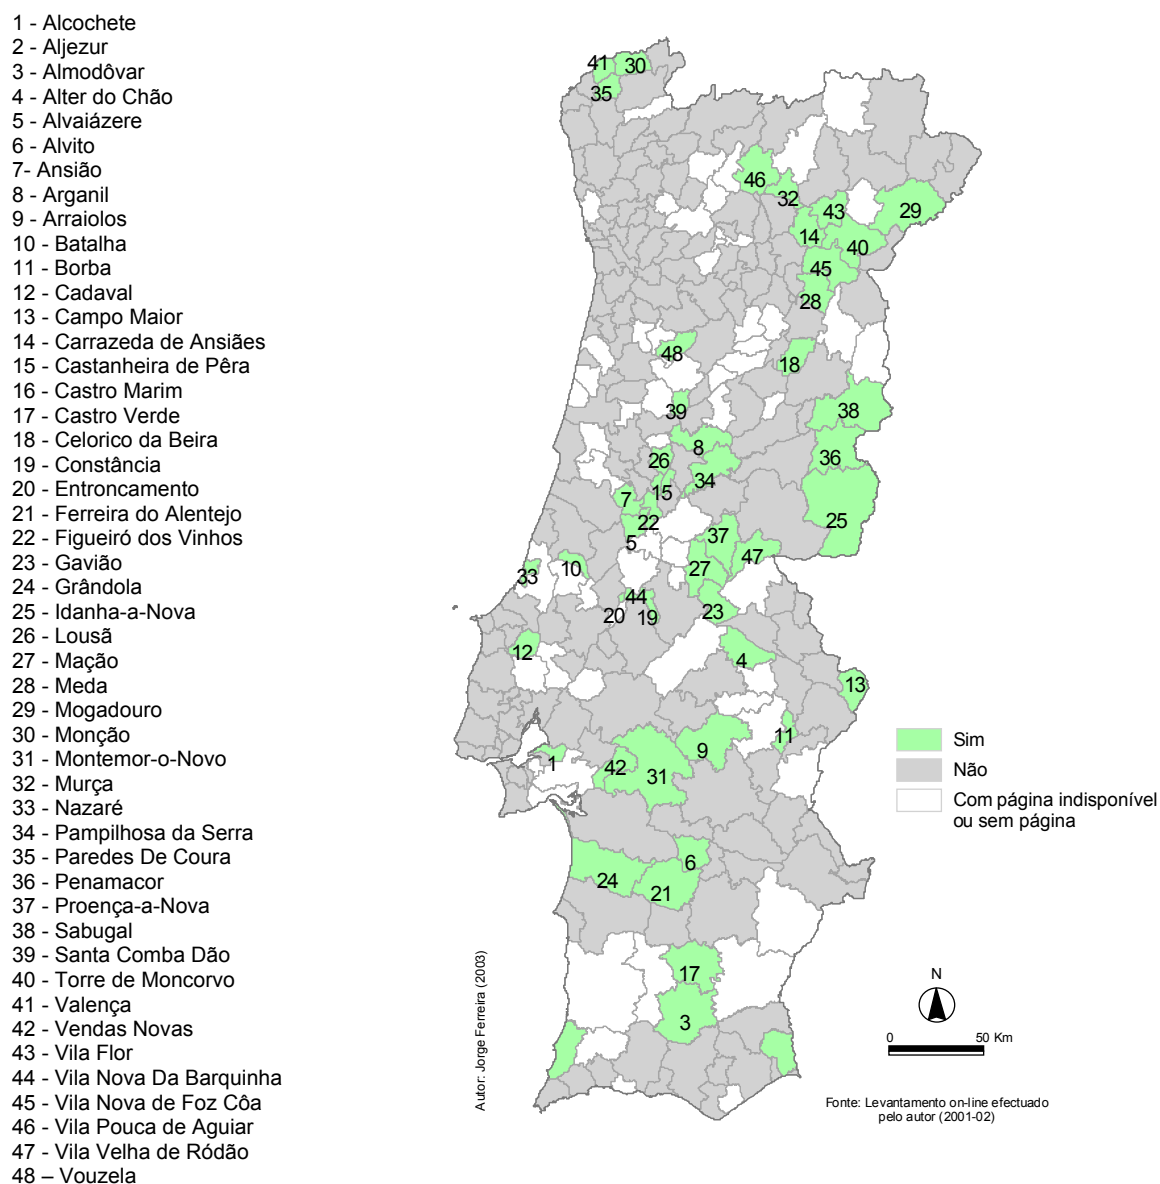 1 - Alcochete
2 - Aljezur
3 - Almodôvar
4 - Alter do Chão
5 - Alvaiázere
6 - Alvito
7- Ansião
8 - Arganil
9 - Arraiolos
10 - Batalha
11 - Borba
12 - Cadaval
13 - Campo Maior
14 - Carrazeda de Ansiães
15 - Castanheira de Pêra
16 - Castro Marim
17 - Castro Verde
18 - Celorico da Beira
19 - Constância
20 - Entroncamento
21 - Ferreira do Alentejo
22 - Figueiró dos Vinhos
23 - Gavião
24 - Grândola
25 - Idanha-a-Nova
26 - Lousã
27 - Mação
28 - Meda
29 - Mogadouro
30 - Monção
31 - Montemor-o-Novo
32 - Murça
33 - Nazaré
34 - Pampilhosa da Serra
35 - Paredes De Coura
36 - Penamacor
37 - Proença-a-Nova
38 - Sabugal
39 - Santa Comba Dão
40 - Torre de Moncorvo
41 - Valença
42 - Vendas Novas
43 - Vila Flor
44 - Vila Nova Da Barquinha
45 - Vila Nova de Foz Côa
46 - Vila Pouca de Aguiar
47 - Vila Velha de Ródão
48 – Vouzela
41
30
35
46
32
43
29
14
40
45
28
48
18
39
38
8
26
36
34
15
7
22
25
5
37
47
10
33
27
44
20
19
23
12
4
13
11
9
1
42
31
6
24
21
17
3
Sim
Não
Com página indisponível
ou sem página
N
0 50 Km
Autor: Jorge Ferreira (2003)
Fonte: Levantamento on-line efectuado
pelo autor (2001-02)